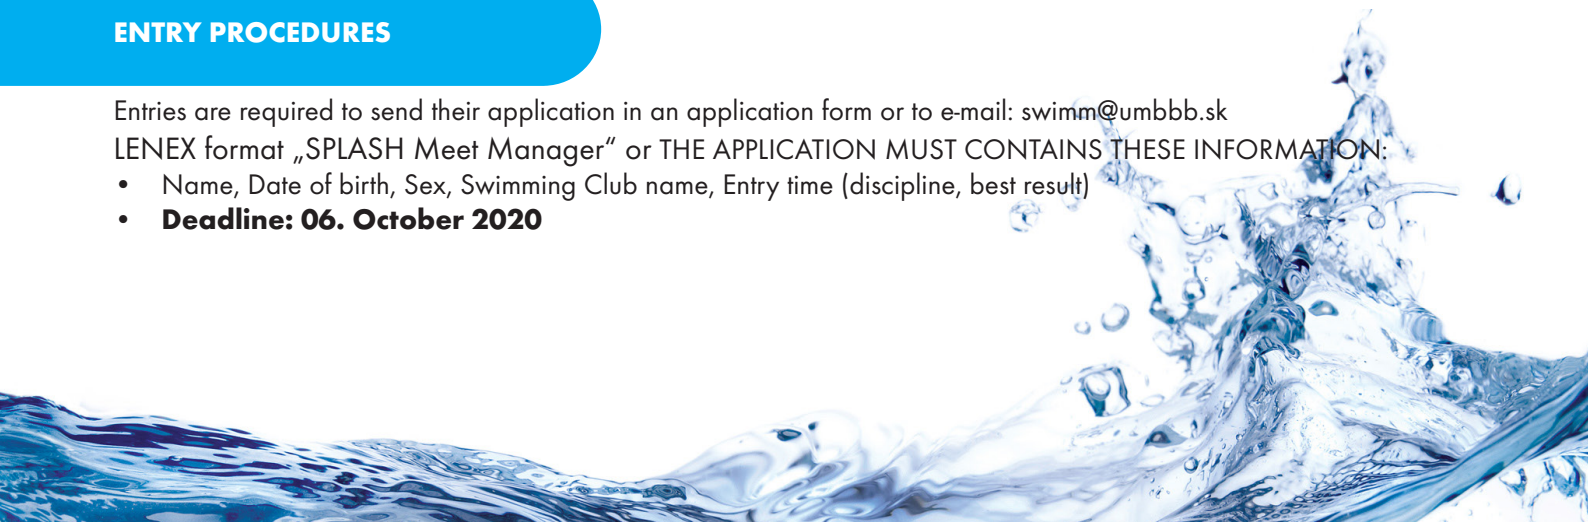 ENTRY PROCEDURES
Entries are required to send their application in an application form or to e-mail: swimm@umbbb.sk
LENEX format „SPLASH Meet Manager“ or THE APPLICATION MUST CONTAINS THESE INFORMATION:
• Name, Date of birth, Sex, Swimming Club name, Entry time (discipline, best result)
• Deadline: 06. October 2020